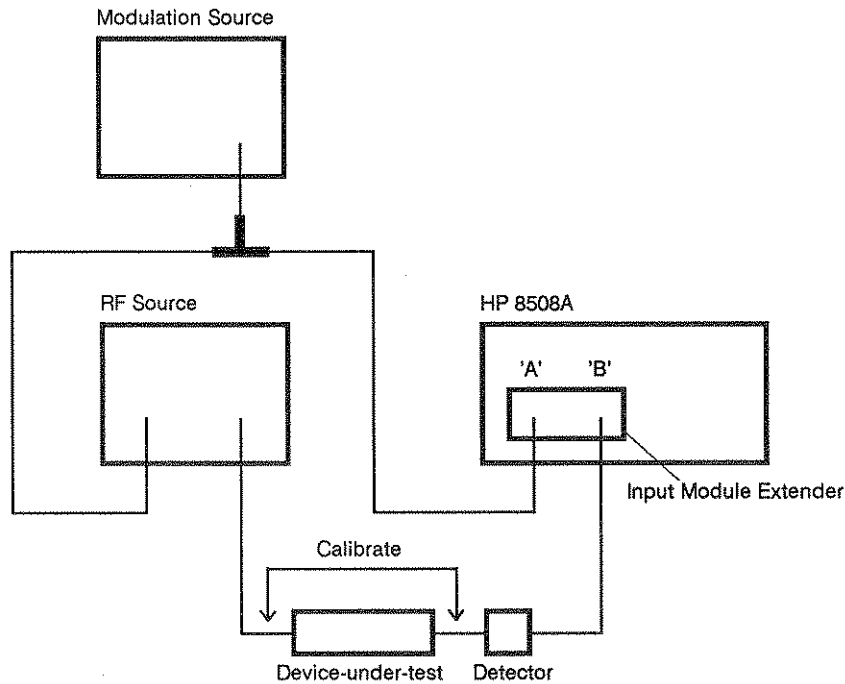 Modulation Source
RF Source
HP 8508A
'A'
'B'
Input Module Extender
Calibrate
Device-under-test
Detector